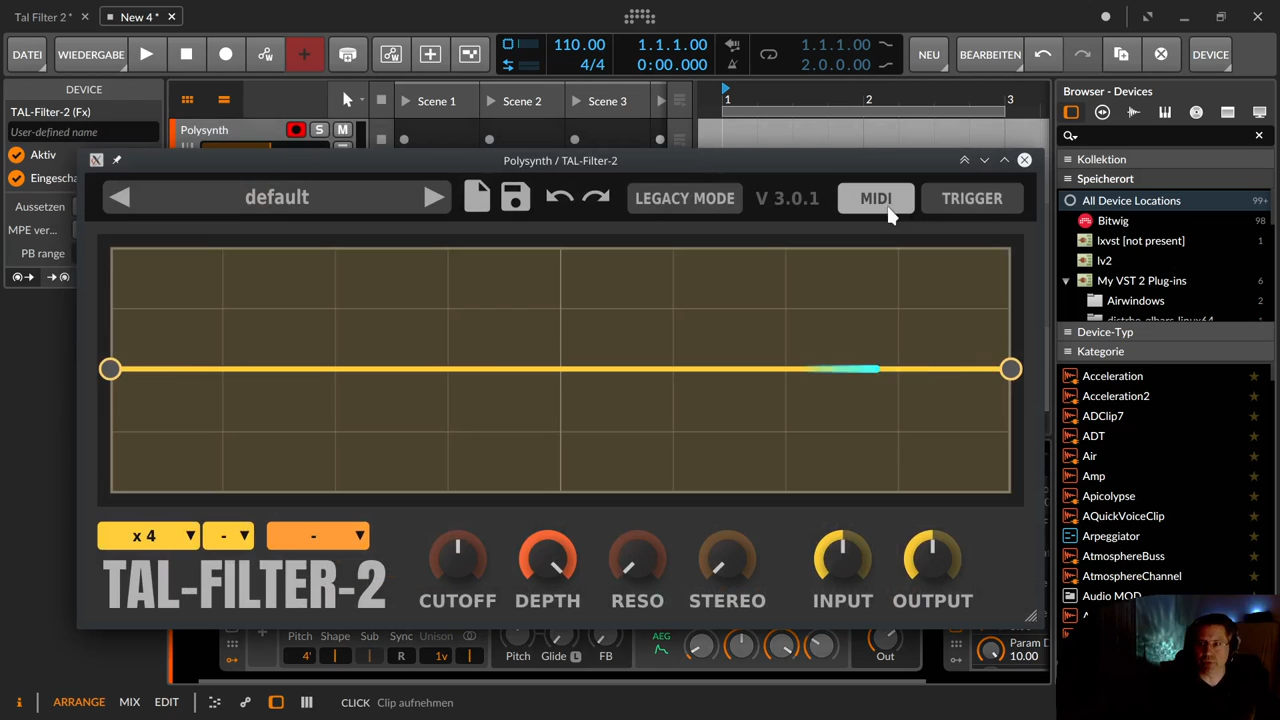 Tal Filter 2 *
New 4 *
DATEI
WIEDERGABE
110.00
4/4
1.1.1.00
0:00.000
1.1.1.00
2.0.0.00
NEU
BEARBEITEN
DEVICE
DEVICE
TAL-Filter-2 (Fx)
User-defined name
Aktiv
Eingescha
Aussetzen
MPE ver...
PB range
Scene 1
Scene 2
Scene 3
1
2
3
Polysynth
S
M
Polysynth / TAL-Filter-2
default
LEGACY MODE
V 3.0.1
MIDI
TRIGGER
x 4
-
-
TAL-FILTER-2
CUTOFF
DEPTH
RESO
STEREO
INPUT
OUTPUT
Pitch
Shape
Sub
Sync
Unison
4'
R
1v
Pitch
Glide
L
FB
AEG
Out
Param D
10.00
Browser - Devices
Kollektion
Speicherort
All Device Locations
99+
Bitwig
98
lxvst [not present]
1
lv2
My VST 2 Plug-ins
6
Airwindows
distrho-glbars-linux64
1
Device-Typ
Kategorie
Acceleration
Acceleration2
ADClip7
ADT
Air
Amp
Apicolypse
AQuickVoiceClip
Arpeggiator
AtmosphereBuss
AtmosphereChannel
Audio MOD
i
ARRANGE
MIX
EDIT
CLICK
Clip aufnehmen